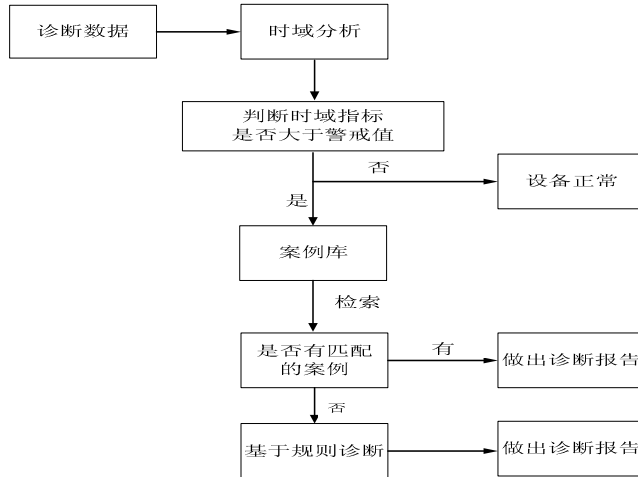 诊断数据
时域分析
判断时域指标
是否大于警戒值
否
设备正常
是
案例库
检索
是否有匹配
的案例
有
做出诊断报告
否
基于规则诊断
做出诊断报告